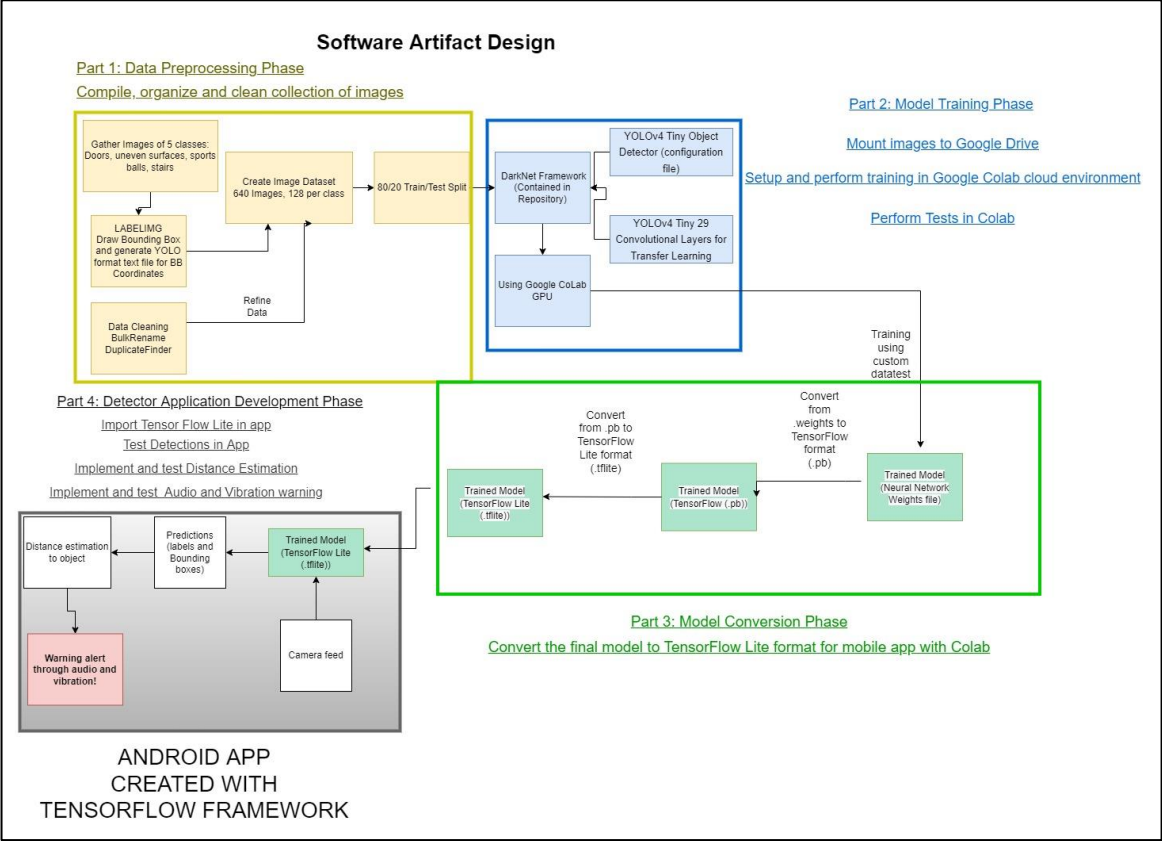 Software Artifact Design
Part 1: Data Preprocessing Phase
Compile, organize and clean collection of images
Gather Images of 5 classes:
Doors, uneven surfaces, sports
balls, stairs
LABELIMG
Draw Bounding Box
and generate YOLO
format text file for BB
Coordinates
Data Cleaning
BulkRename
DuplicateFinder
Refine
Data
Create Image Dataset
640 Images, 128 per class
80/20 Train/Test Split
Part 2: Model Training Phase
Mount images to Google Drive
Setup and perform training in Google Colab cloud environment
Perform Tests in Colab
DarkNet Framework
(Contained in
Repository)
YOLOv4 Tiny Object
Detector (configuration
file)
YOLOv4 Tiny 29
Convolutional Layers for
Transfer Learning
Using Google CoLab
GPU
Training
using
custom
datatest
Convert
from
.weights to
TensorFlow
format
(.pb)
Convert
from .pb to
TensorFlow
Lite format
(.tflite)
Trained Model
(Neural Network
Weights file)
Trained Model
(TensorFlow (.pb))
Trained Model
(TensorFlow Lite
(.tflite))
Part 3: Model Conversion Phase
Convert the final model to TensorFlow Lite format for mobile app with Colab
Part 4: Detector Application Development Phase
Import Tensor Flow Lite in app
Test Detections in App
Implement and test Distance Estimation
Implement and test  Audio and Vibration warning
Trained Model
(TensorFlow Lite
(.tflite))
Camera feed
Predictions
(labels and
Bounding
boxes)
Distance estimation
to object
Warning alert
through audio and
vibration!
ANDROID APP
CREATED WITH
TENSORFLOW FRAMEWORK